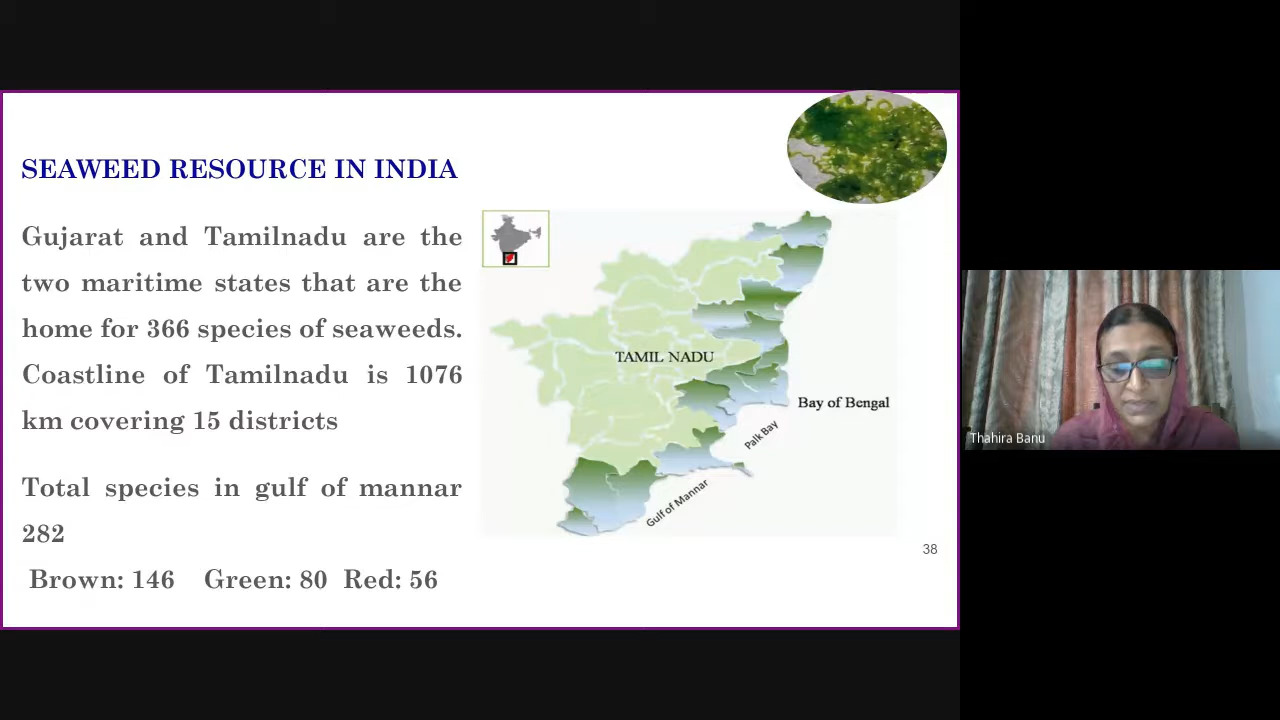 SEAWEED RESOURCE IN INDIA
Gujarat and Tamilnadu are the
two maritime states that are the
home for 366 species of seaweeds.
Coastline of Tamilnadu is 1076
km covering 15 districts
Total species in gulf of mannar
282
Brown: 146 Green: 80 Red: 56
TAMIL NADU
Bay of Bengal
Palk Bay
Gulf of Mannar
38
Thahira Banu